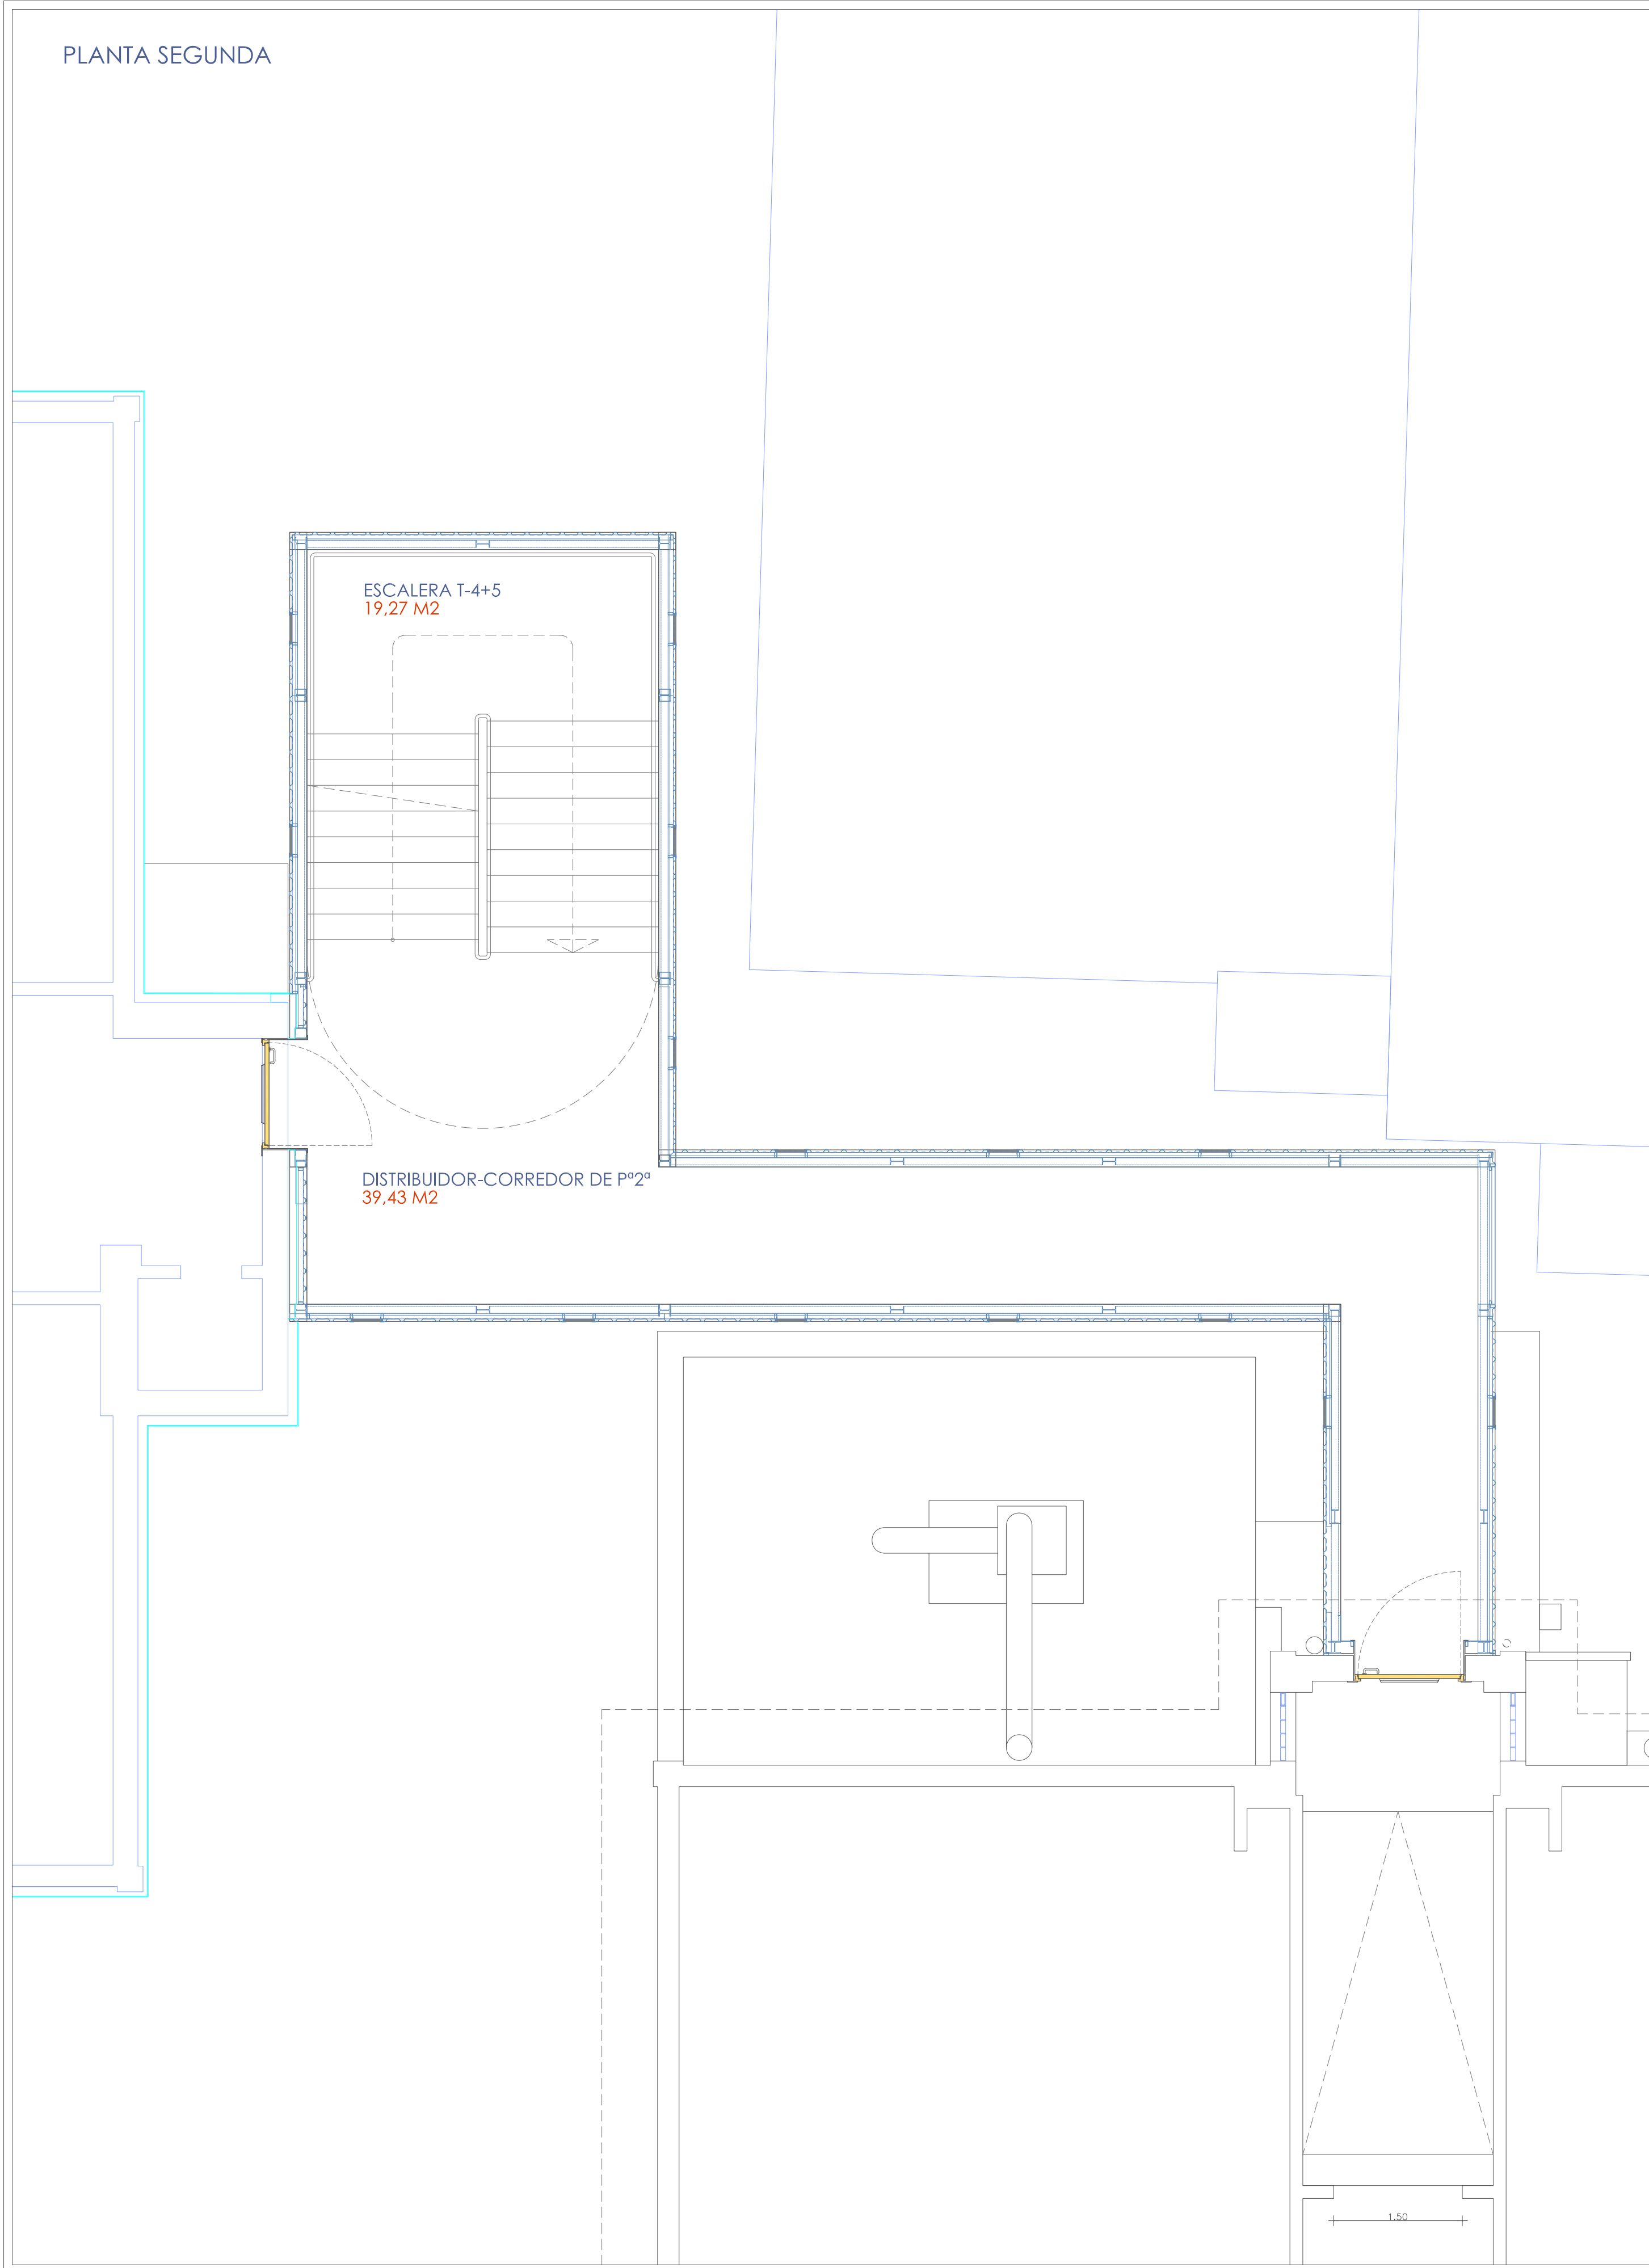 PLANTA SEGUNDA
ESCALERA T-4+5
19,27 M2
DISTRIBUIDOR-CORREDOR DE Pª2ª
39,43 M2
1.50